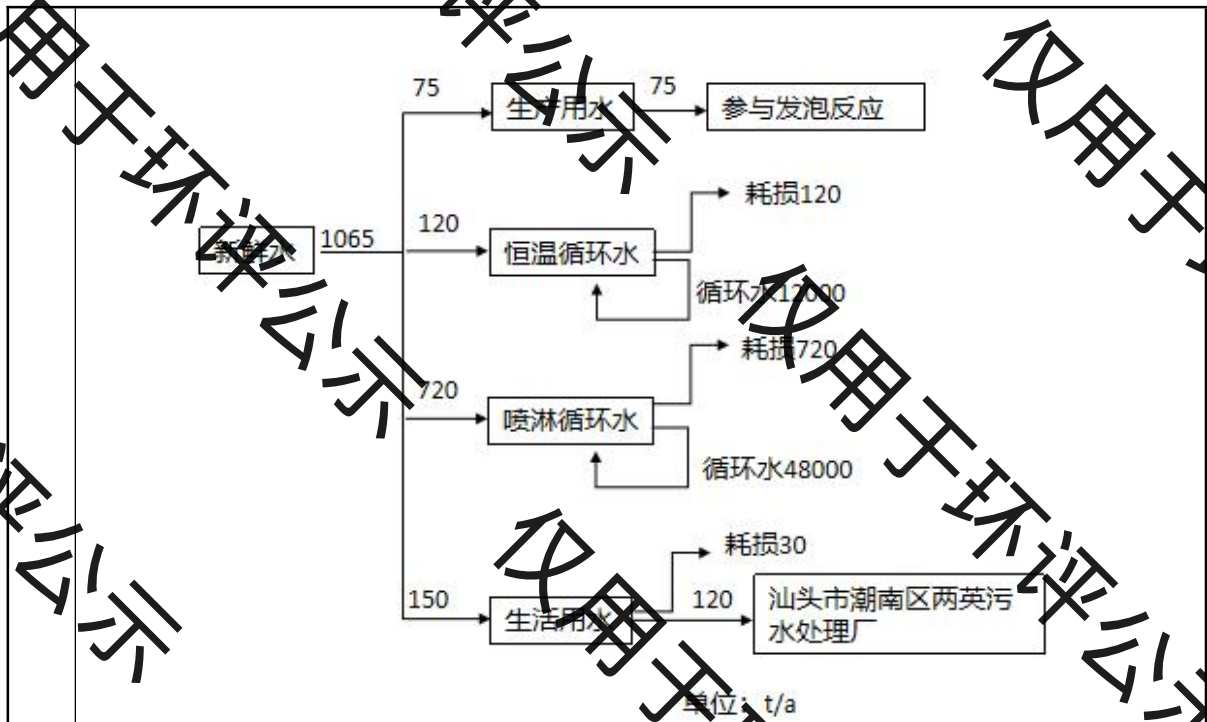 75
生产用水
75
参与发泡反应
新鲜水
1065
120
恒温循环水
耗损120
循环水12000
720
喷淋循环水
耗损720
循环水48000
150
生活用水
耗损30
120
汕头市潮南区两英污
水处理厂
单位：t/a
用于环评公示
评公示
仅用于
仅用于环评公
评公示
仅用于